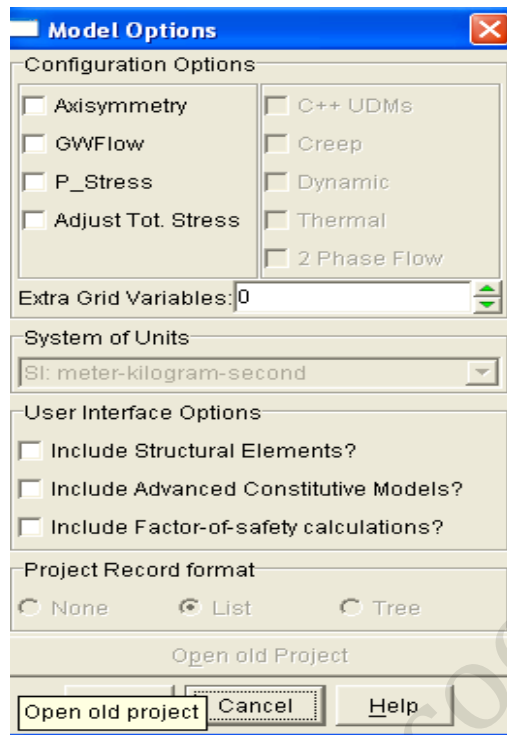 Model Options
Configuration Options
Axisymmetry
GWFlow
P_Stress
Adjust Tot. Stress
C++ UDMs
Creep
Dynamic
Thermal
2 Phase Flow
Extra Grid Variables: 0
System of Units
SI: meter-kilogram-second
User Interface Options
Include Structural Elements?
Include Advanced Constitutive Models?
Include Factor-of-safety calculations?
Project Record format
None List Tree
Open old Project
Open old project Cancel Help